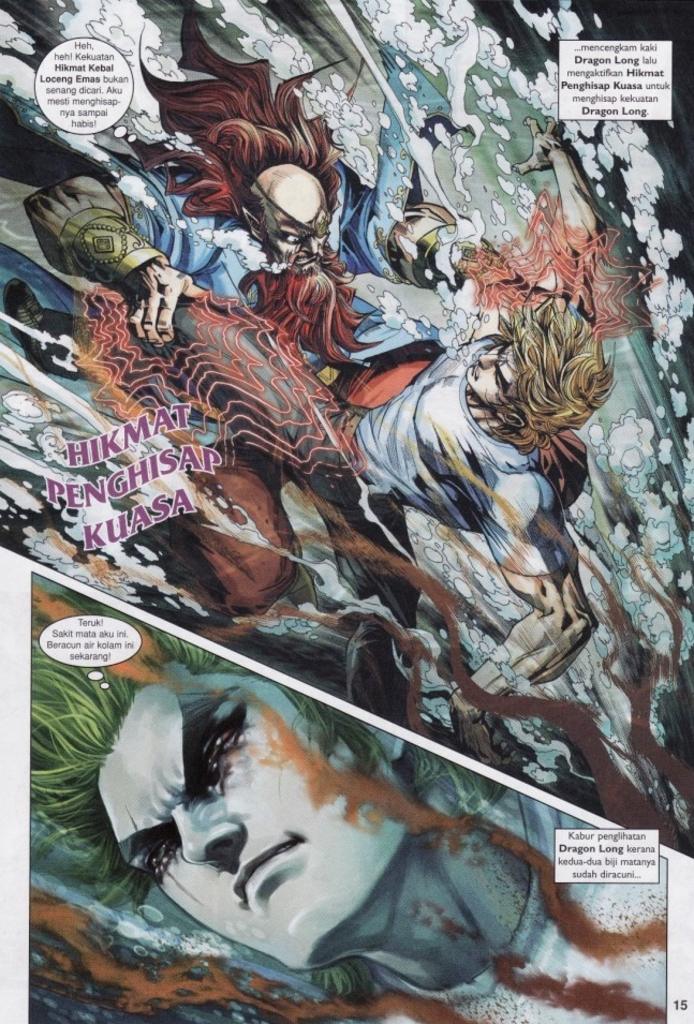 Heh,
heh! Kekuatan
Hikmat Kebal
Loceng Emas bukan
senang dicari. Aku
mesti menghisap-
nya sampai
habis!
...mencengkam kaki
Dragon Long lalu
mengaktifkan Hikmat
Penghisap Kuasa untuk
menghisap kekuatan
Dragon Long.
HIKMAT
PENGHISAP
KUASA
Teruk!
Sakit mata aku ini.
Beracun air kolam ini
sekarang!
Kabur penglihatan
Dragon Long kerana
kedua-dua biji matanya
sudah diracuni...
15